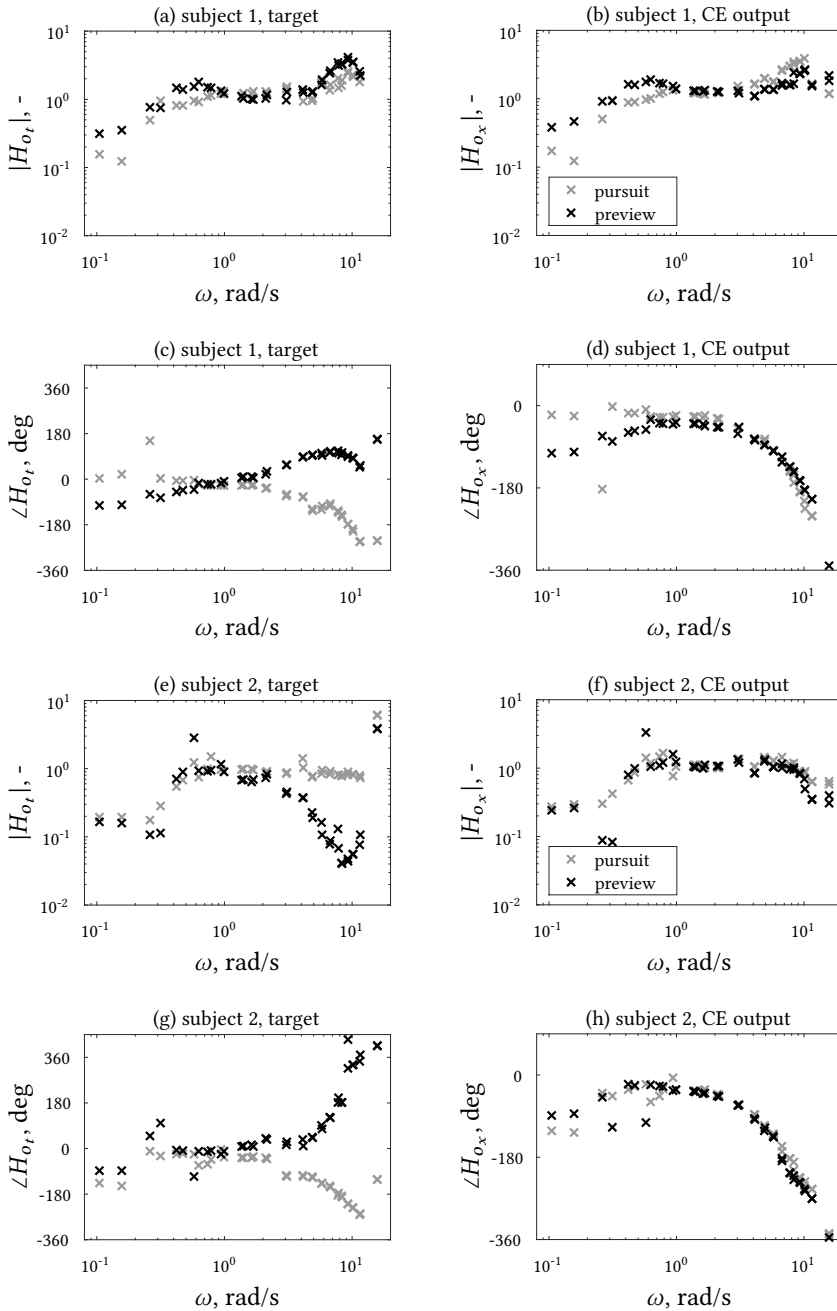 (a) subject 1, target
(b) subject 1, CE output
|H_{o_t}|, -
10^1
10^0
10^{-1}
10^{-2}
10^{-1}
10^0
10^1
ω, rad/s
|H_{o_x}|, -
10^1
10^0
10^{-1}
10^{-2}
pursuit
preview
10^{-1}
10^0
10^1
ω, rad/s
(c) subject 1, target
(d) subject 1, CE output
∠H_{o_t}, deg
360
180
0
-180
-360
10^{-1}
10^0
10^1
ω, rad/s
∠H_{o_x}, deg
0
-180
-360
10^{-1}
10^0
10^1
ω, rad/s
(e) subject 2, target
(f) subject 2, CE output
|H_{o_t}|, -
10^1
10^0
10^{-1}
10^{-2}
10^{-1}
10^0
10^1
ω, rad/s
|H_{o_x}|, -
10^1
10^0
10^{-1}
10^{-2}
pursuit
preview
10^{-1}
10^0
10^1
ω, rad/s
(g) subject 2, target
(h) subject 2, CE output
∠H_{o_t}, deg
360
180
0
-180
-360
10^{-1}
10^0
10^1
ω, rad/s
∠H_{o_x}, deg
0
-180
-360
10^{-1}
10^0
10^1
ω, rad/s